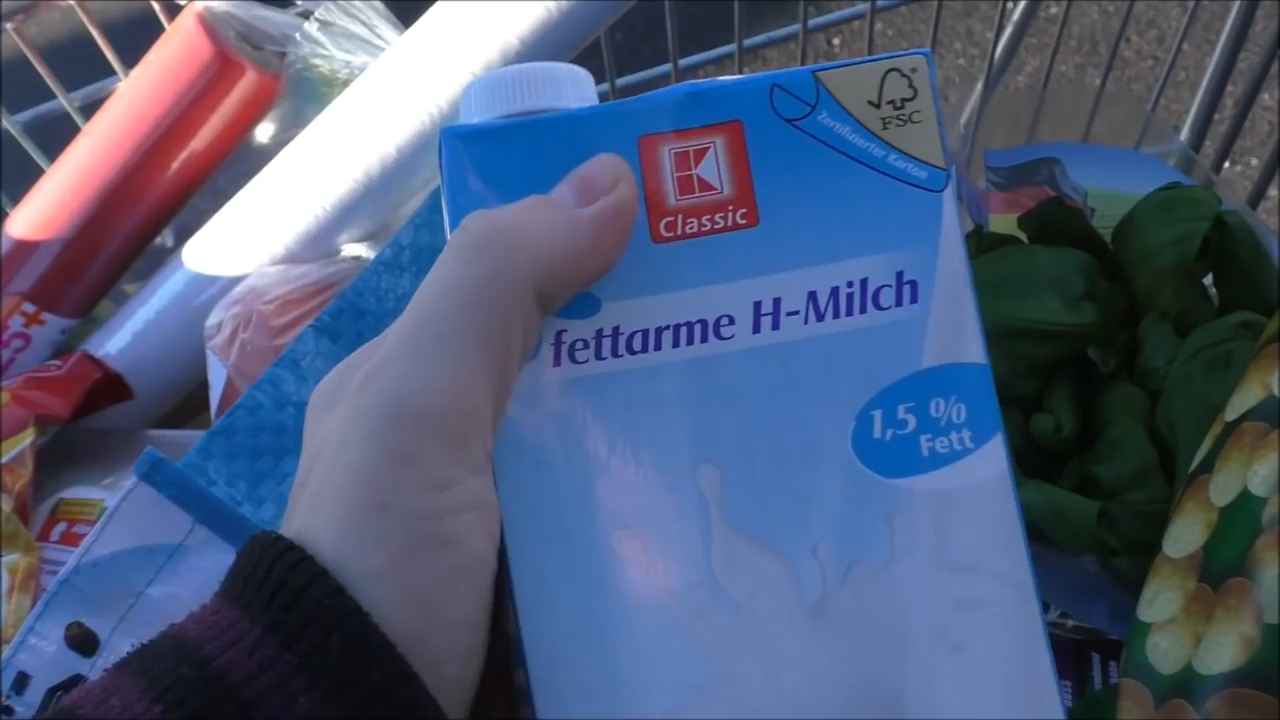 FSC
Zertifizierter Karton
Classic
fettarme H-Milch
1,5 %
Fett